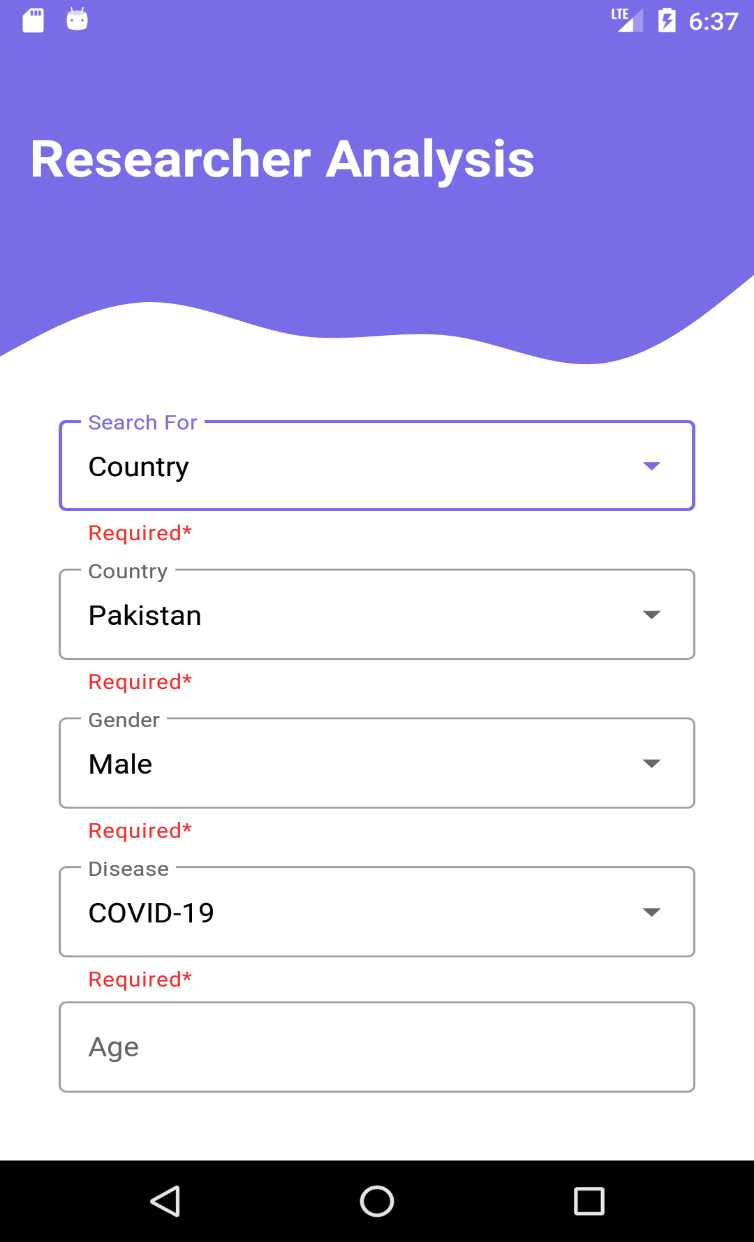 LTE 6:37
Researcher Analysis
Search For
Country
Required*
Country
Pakistan
Required*
Gender
Male
Required*
Disease
COVID-19
Required*
Age